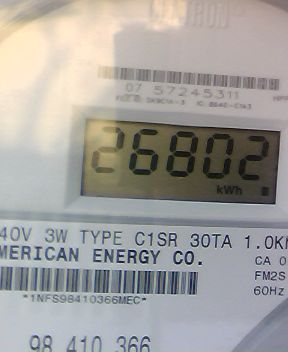 07 57245311
26802
kWh
40V 3W TYPE C1SR 30TA 1.0K
MERICAN ENERGY CO.
CA 0
FM2S
60Hz
*1NFS98410366MEC*
98 410 366